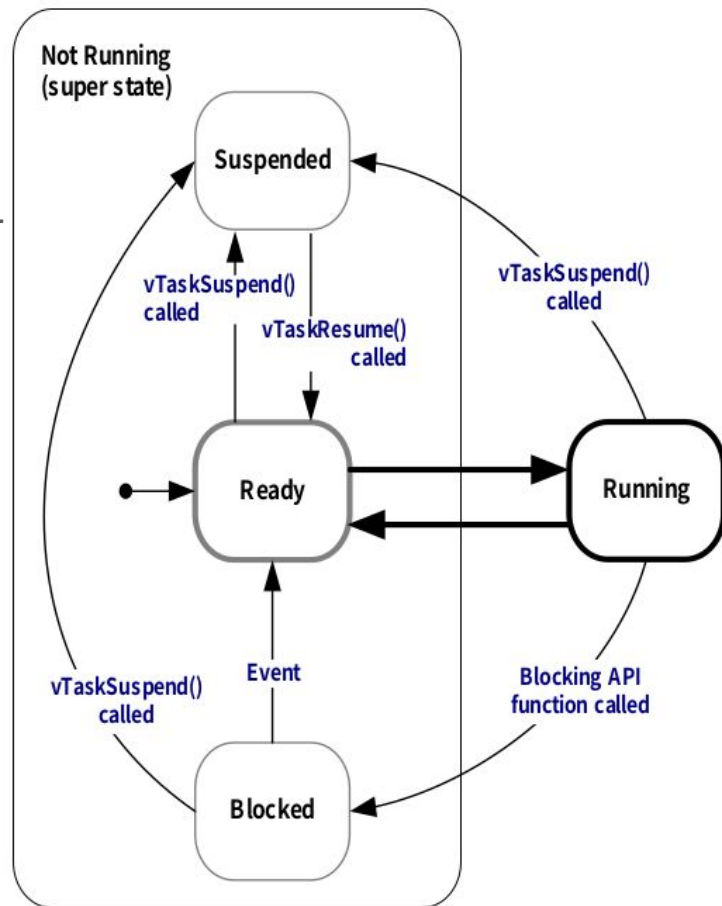 Not Running
(super state)
Suspended
vTaskSuspend()
called
vTaskResume()
called
vTaskSuspend()
called
Ready
Running
Event
vTaskSuspend()
called
Blocking API
function called
Blocked